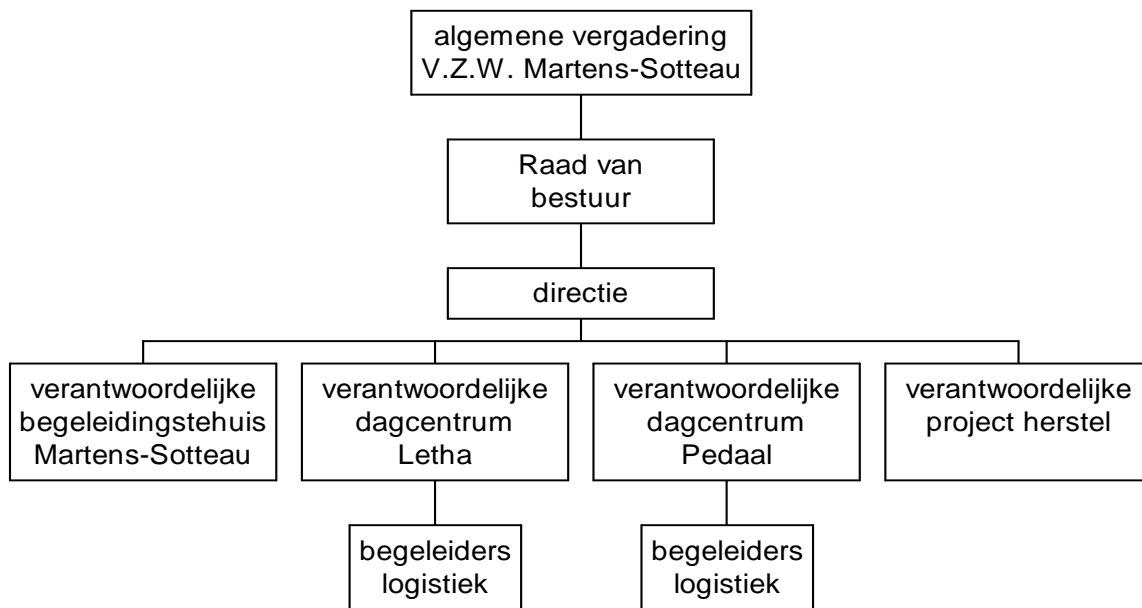 algemene vergadering
V.Z.W. Martens-Sotteau
Raad van
bestuur
directie
verantwoordelijke
begeleidingstehuis
Martens-Sotteau
verantwoordelijke
dagcentrum
Letha
verantwoordelijke
dagcentrum
Pedaal
verantwoordelijke
project herstel
begeleiders
logistiek
begeleiders
logistiek